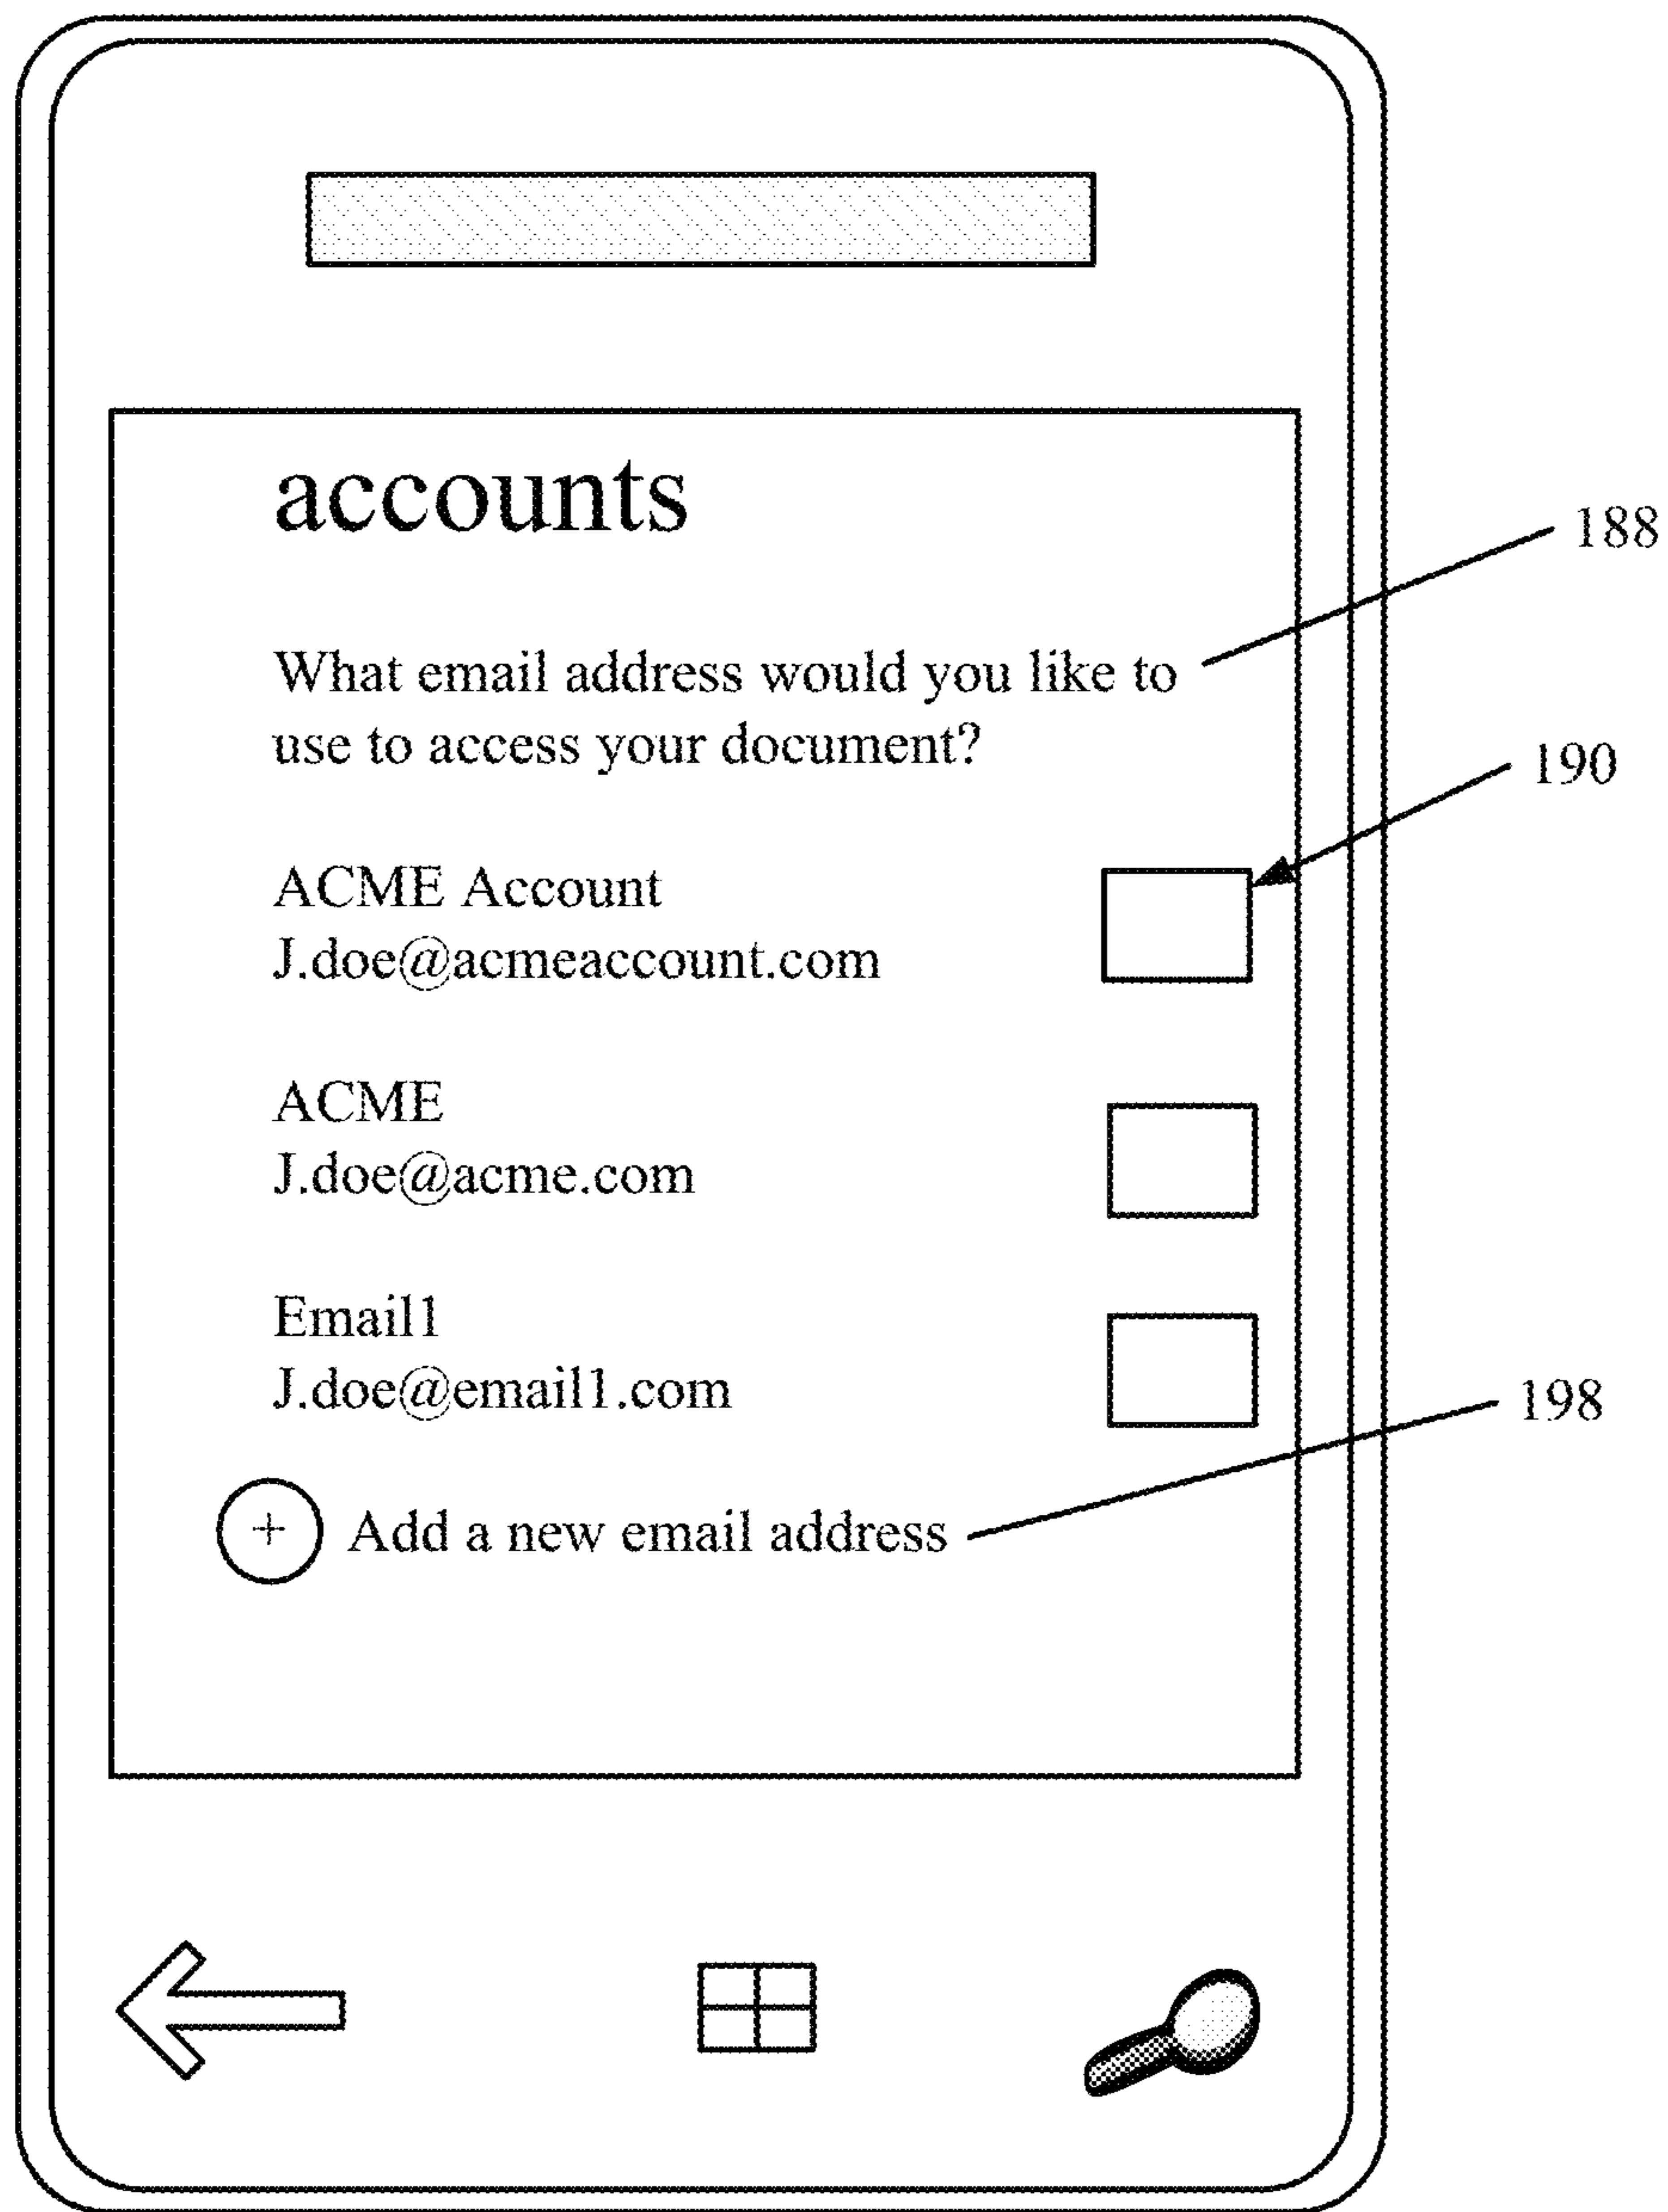 accounts
188
What email address would you like to
use to access your document?
190
ACME Account
J.doe@acmeaccount.com
ACME
J.doe@acme.com
Email1
J.doe@email1.com
198
+ Add a new email address